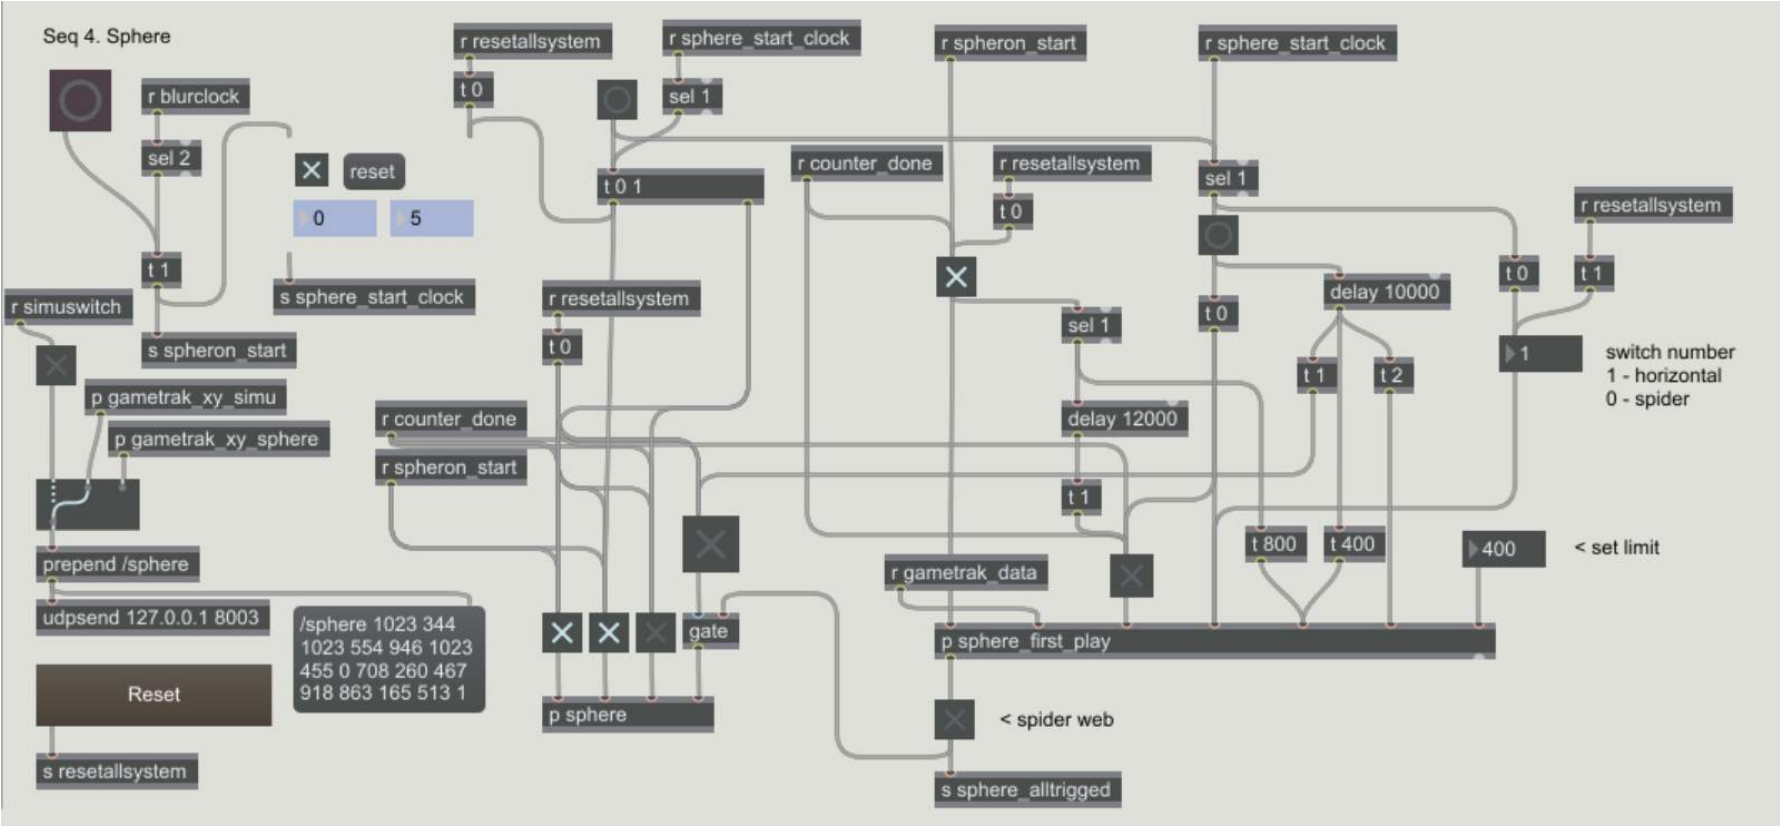 Seq 4. Sphere
r resetallsystem
r sphere_start_clock
r spheron_start
r sphere_start_clock
r blurclock
t 0
sel 1
sel 2
reset
t 0 1
r counter_done
r resetallsystem
sel 1
0
5
t 0
r resetallsystem
t 1
t 0
t 1
r simuswitch
s sphere_start_clock
r resetallsystem
delay 10000
s spheron_start
t 0
sel 1
t 0
1
switch number
1 - horizontal
0 - spider
t 1
t 2
p gametrak_xy_simu
p gametrak_xy_sphere
r counter_done
delay 12000
r spheron_start
t 1
prepend /sphere
t 800
t 400
400
< set limit
r gametrak_data
udpsend 127.0.0.1 8003
/sphere 1023 344
1023 554 946 1023
455 0 708 260 467
918 863 165 513 1
gate
p sphere_first_play
Reset
p sphere
< spider web
s resetallsystem
s sphere_alltrigged